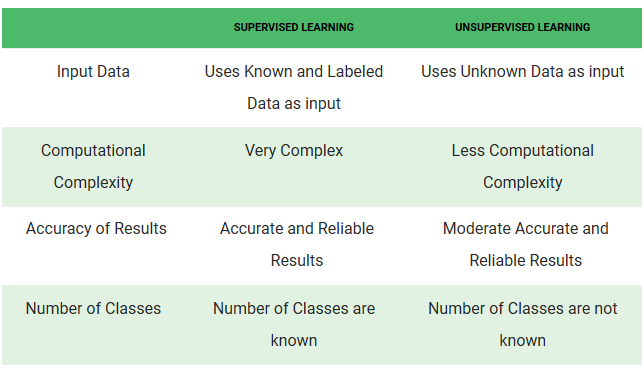 SUPERVISED LEARNING UNSUPERVISED LEARNING
Input Data Uses Known and Labeled Uses Unknown Data as input
Data as input
Computational Very Complex Less Computational
Complexity Complexity
Accuracy of Results Accurate and Reliable Moderate Accurate and
Results Reliable Results
Number of Classes Number of Classes are Number of Classes are not
known known